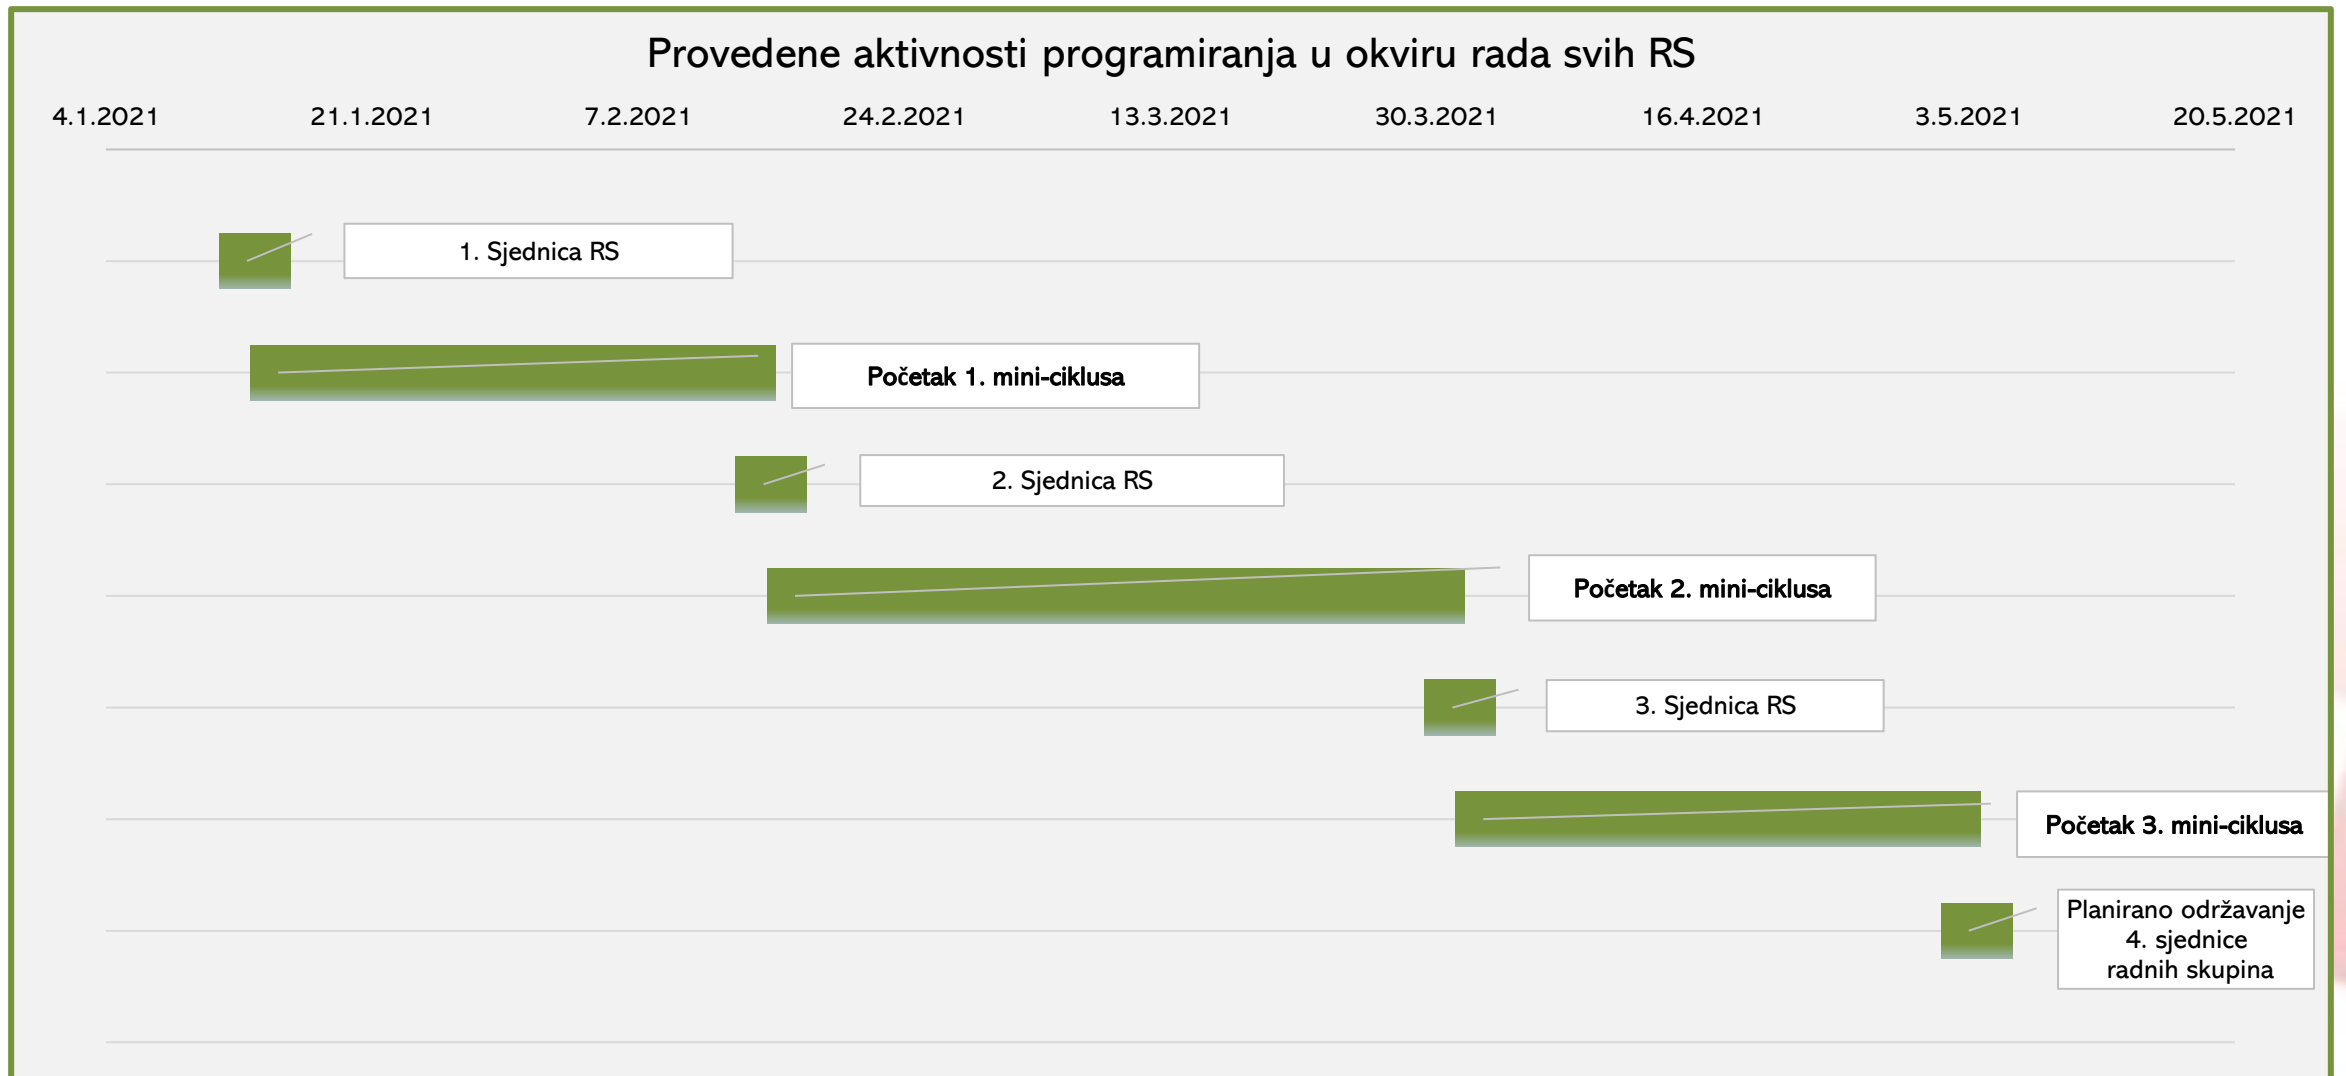 Provedene aktivnosti programiranja u okviru rada svih RS
4.1.2021
21.1.2021
7.2.2021
24.2.2021
13.3.2021
30.3.2021
16.4.2021
3.5.2021
20.5.2021
1. Sjednica RS
Početak 1. mini-ciklusa
2. Sjednica RS
Početak 2. mini-ciklusa
3. Sjednica RS
Početak 3. mini-ciklusa
Planirano održavanje
4. sjednice
radnih skupina